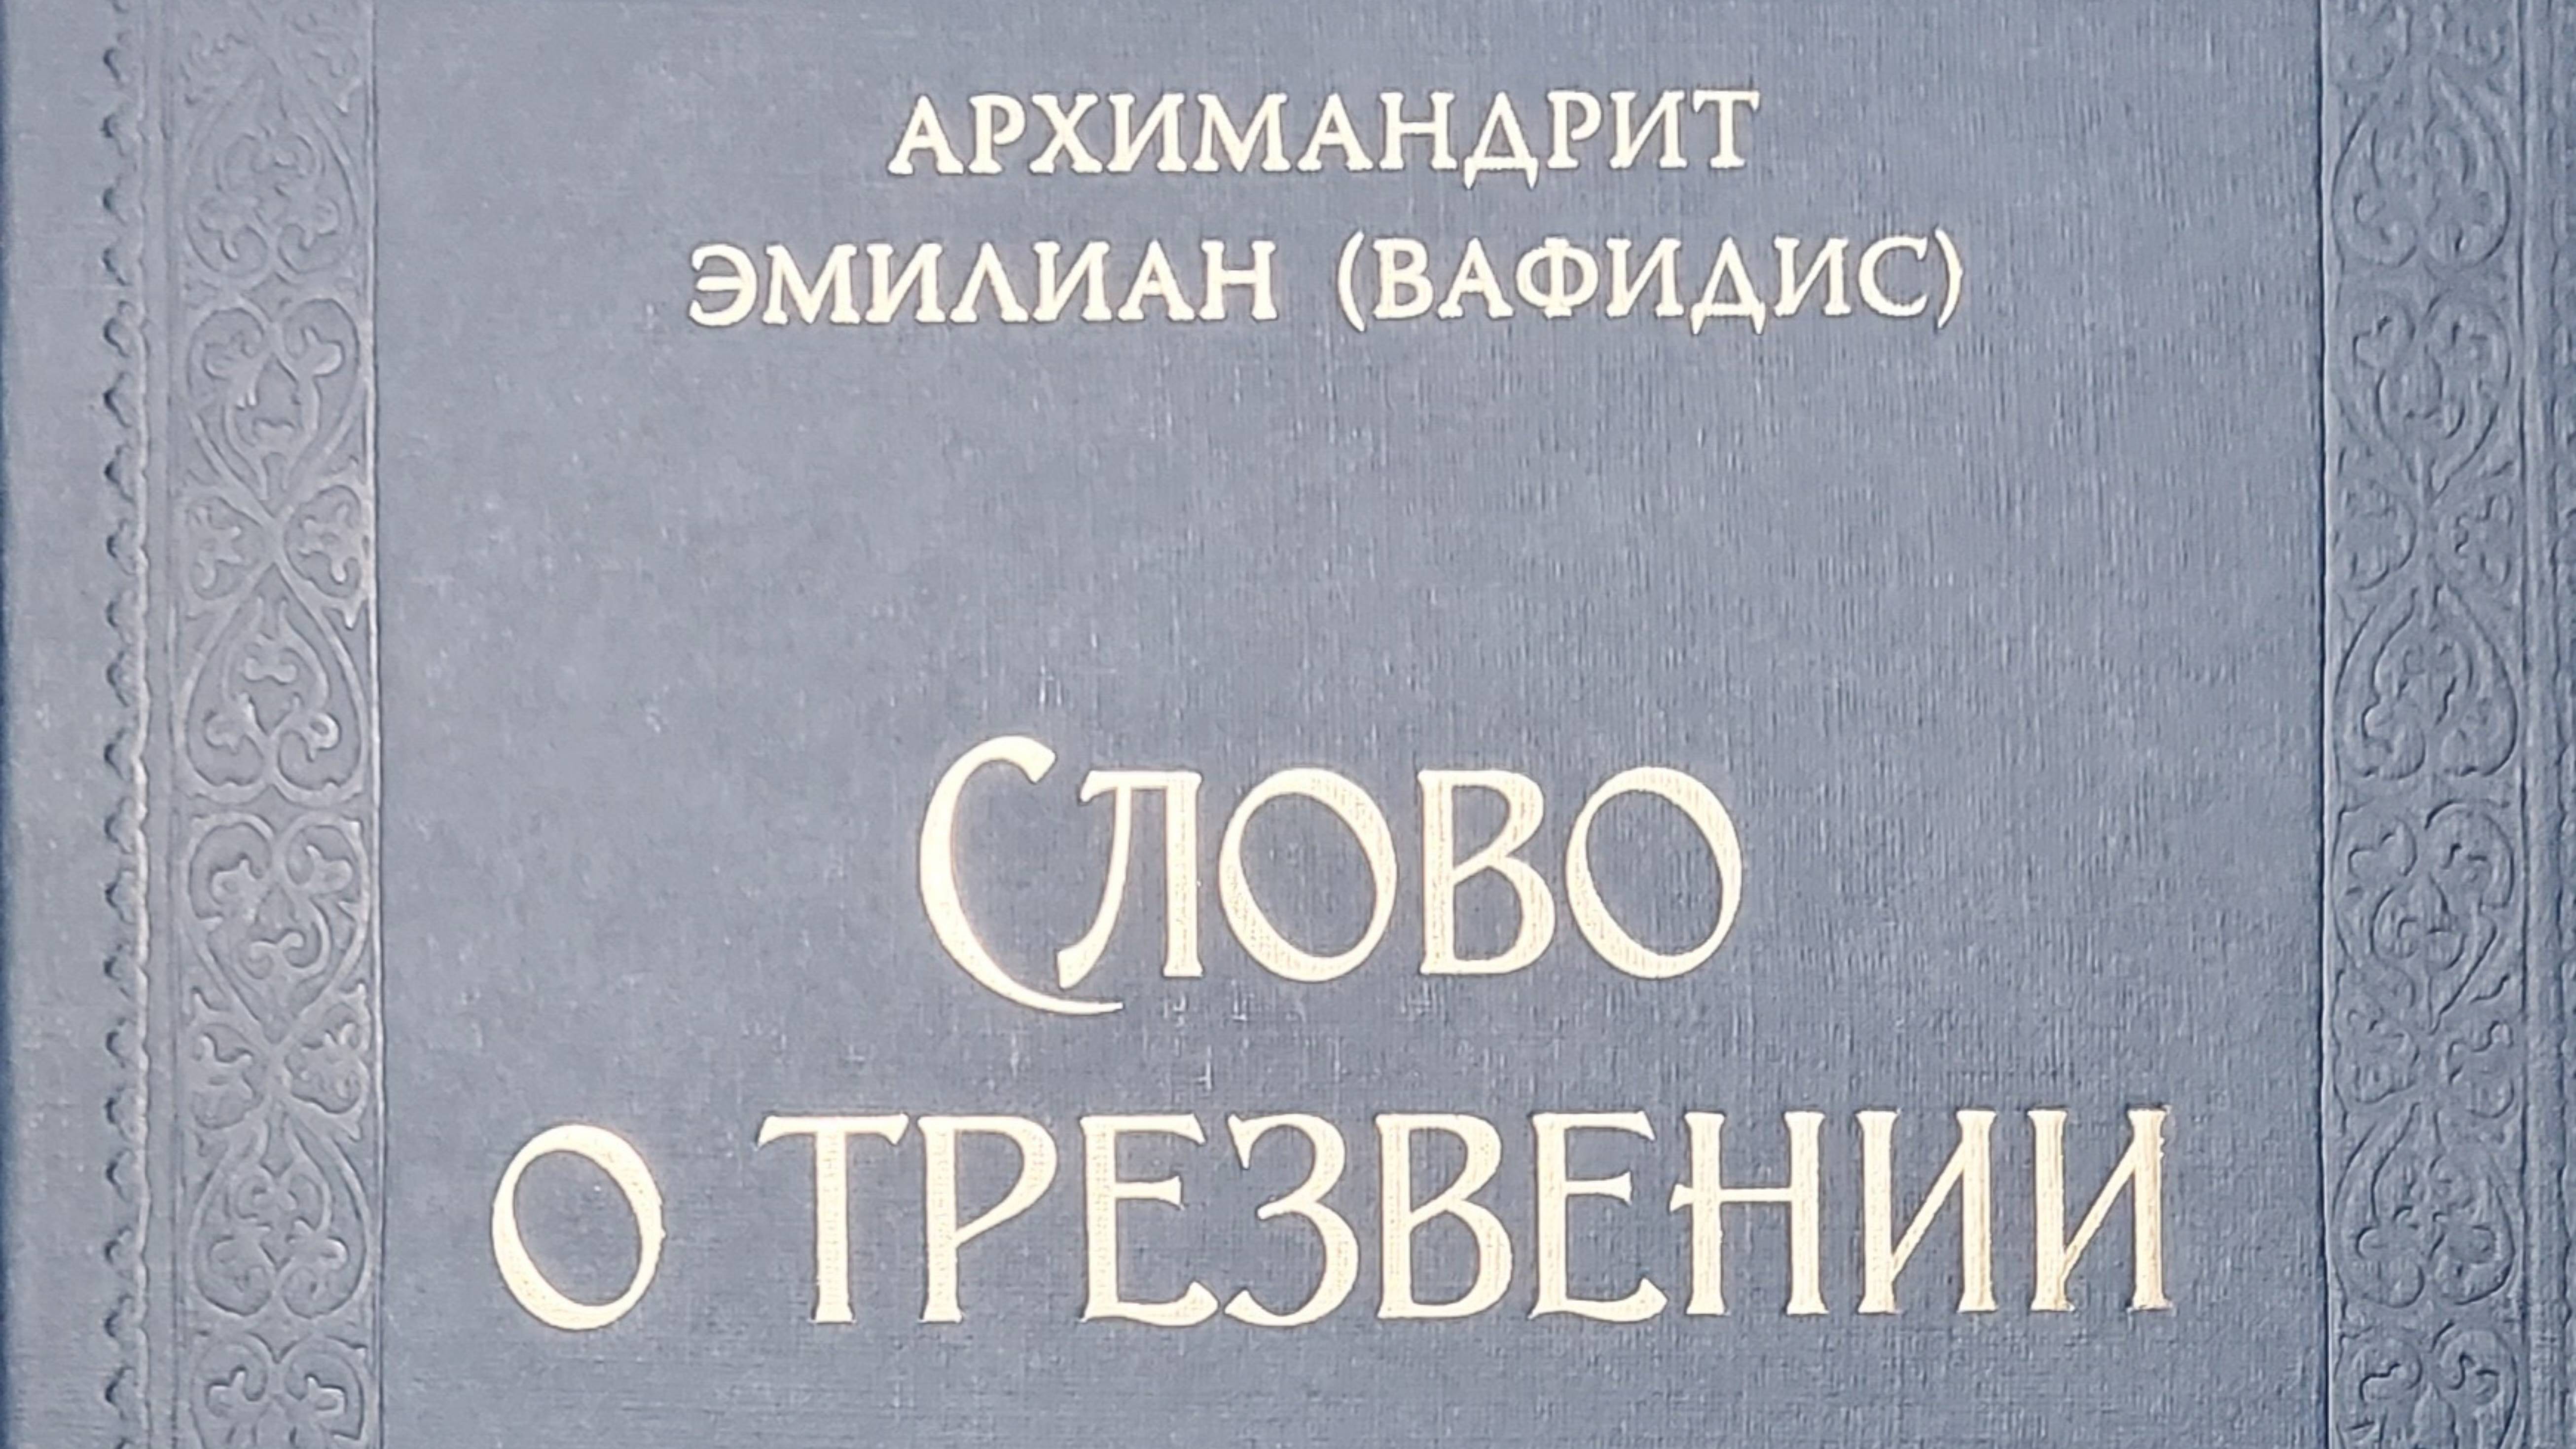 АРХИМАНДРИТ
ЭМИЛИАН (ВАФИДИС)
СЛОВО
О ТРЕЗВЕНИИ